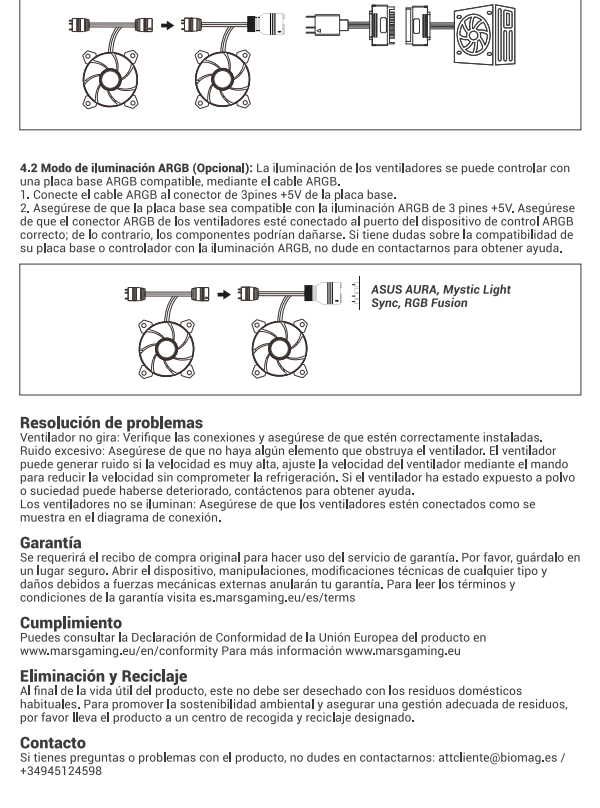 4.2 Modo de iluminación ARGB (Opcional): La iluminación de los ventiladores se puede controlar con
una placa base ARGB compatible, mediante el cable ARGB.
1. Conecte el cable ARGB al conector de 3pines +5V de la placa base.
2. Asegúrese de que la placa base sea compatible con la iluminación ARGB de 3 pines +5V. Asegúrese
de que el conector ARGB de los ventiladores esté conectado al puerto del dispositivo de control ARGB
correcto; de lo contrario, los componentes podrían dañarse. Si tiene dudas sobre la compatibilidad de
su placa base o controlador con la iluminación ARGB, no dude en contactarnos para obtener ayuda.
ASUS AURA, Mystic Light
Sync, RGB Fusion
Resolución de problemas
Ventilador no gira: Verifique las conexiones y asegúrese de que estén correctamente instaladas.
Ruido excesivo: Asegúrese de que no haya algún elemento que obstruya el ventilador. El ventilador
puede generar ruido si la velocidad es muy alta, ajuste la velocidad del ventilador mediante el mando
para reducir la velocidad sin comprometer la refrigeración. Si el ventilador ha estado expuesto a polvo
o suciedad puede haberse deteriorado, contáctenos para obtener ayuda.
Los ventiladores no se iluminan: Asegúrese de que los ventiladores estén conectados como se
muestra en el diagrama de conexión.
Garantía
Se requerirá el recibo de compra original para hacer uso del servicio de garantía. Por favor, guárdalo en
un lugar seguro. Abrir el dispositivo, manipulaciones, modificaciones técnicas de cualquier tipo y
daños debidos a fuerzas mecánicas externas anularán tu garantía. Para leer los términos y
condiciones de la garantía visita es.marsgaming.eu/es/terms
Cumplimiento
Puedes consultar la Declaración de Conformidad de la Unión Europea del producto en
www.marsgaming.eu/en/conformity Para más información www.marsgaming.eu
Eliminación y Reciclaje
Al final de la vida útil del producto, este no debe ser desechado con los residuos domésticos
habituales. Para promover la sostenibilidad ambiental y asegurar una gestión adecuada de residuos,
por favor lleva el producto a un centro de recogida y reciclaje designado.
Contacto
Si tienes preguntas o problemas con el producto, no dudes en contactarnos: attcliente@biomag.es /
+34945124598